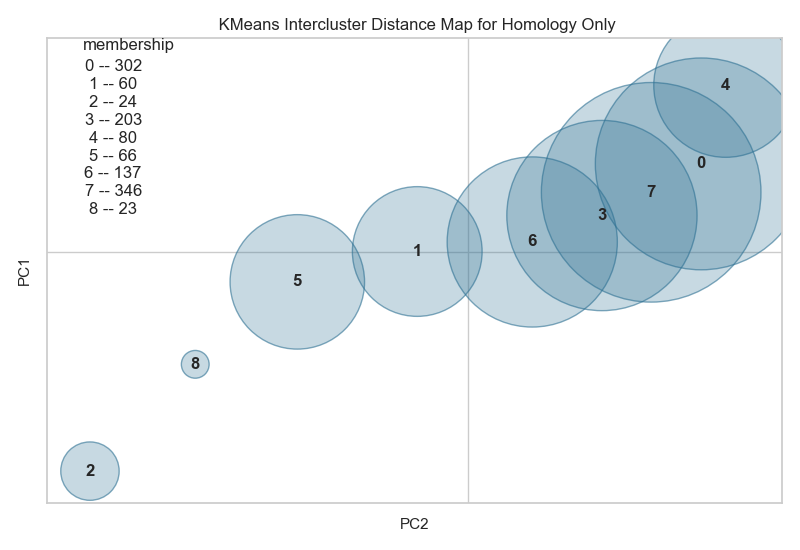 KMeans Intercluster Distance Map for Homology Only
membership
0 -- 302
1 -- 60
2 -- 24
3 -- 203
4 -- 80
5 -- 66
6 -- 137
7 -- 346
8 -- 23
4
0
7
3
6
1
5
8
2
PC1
PC2